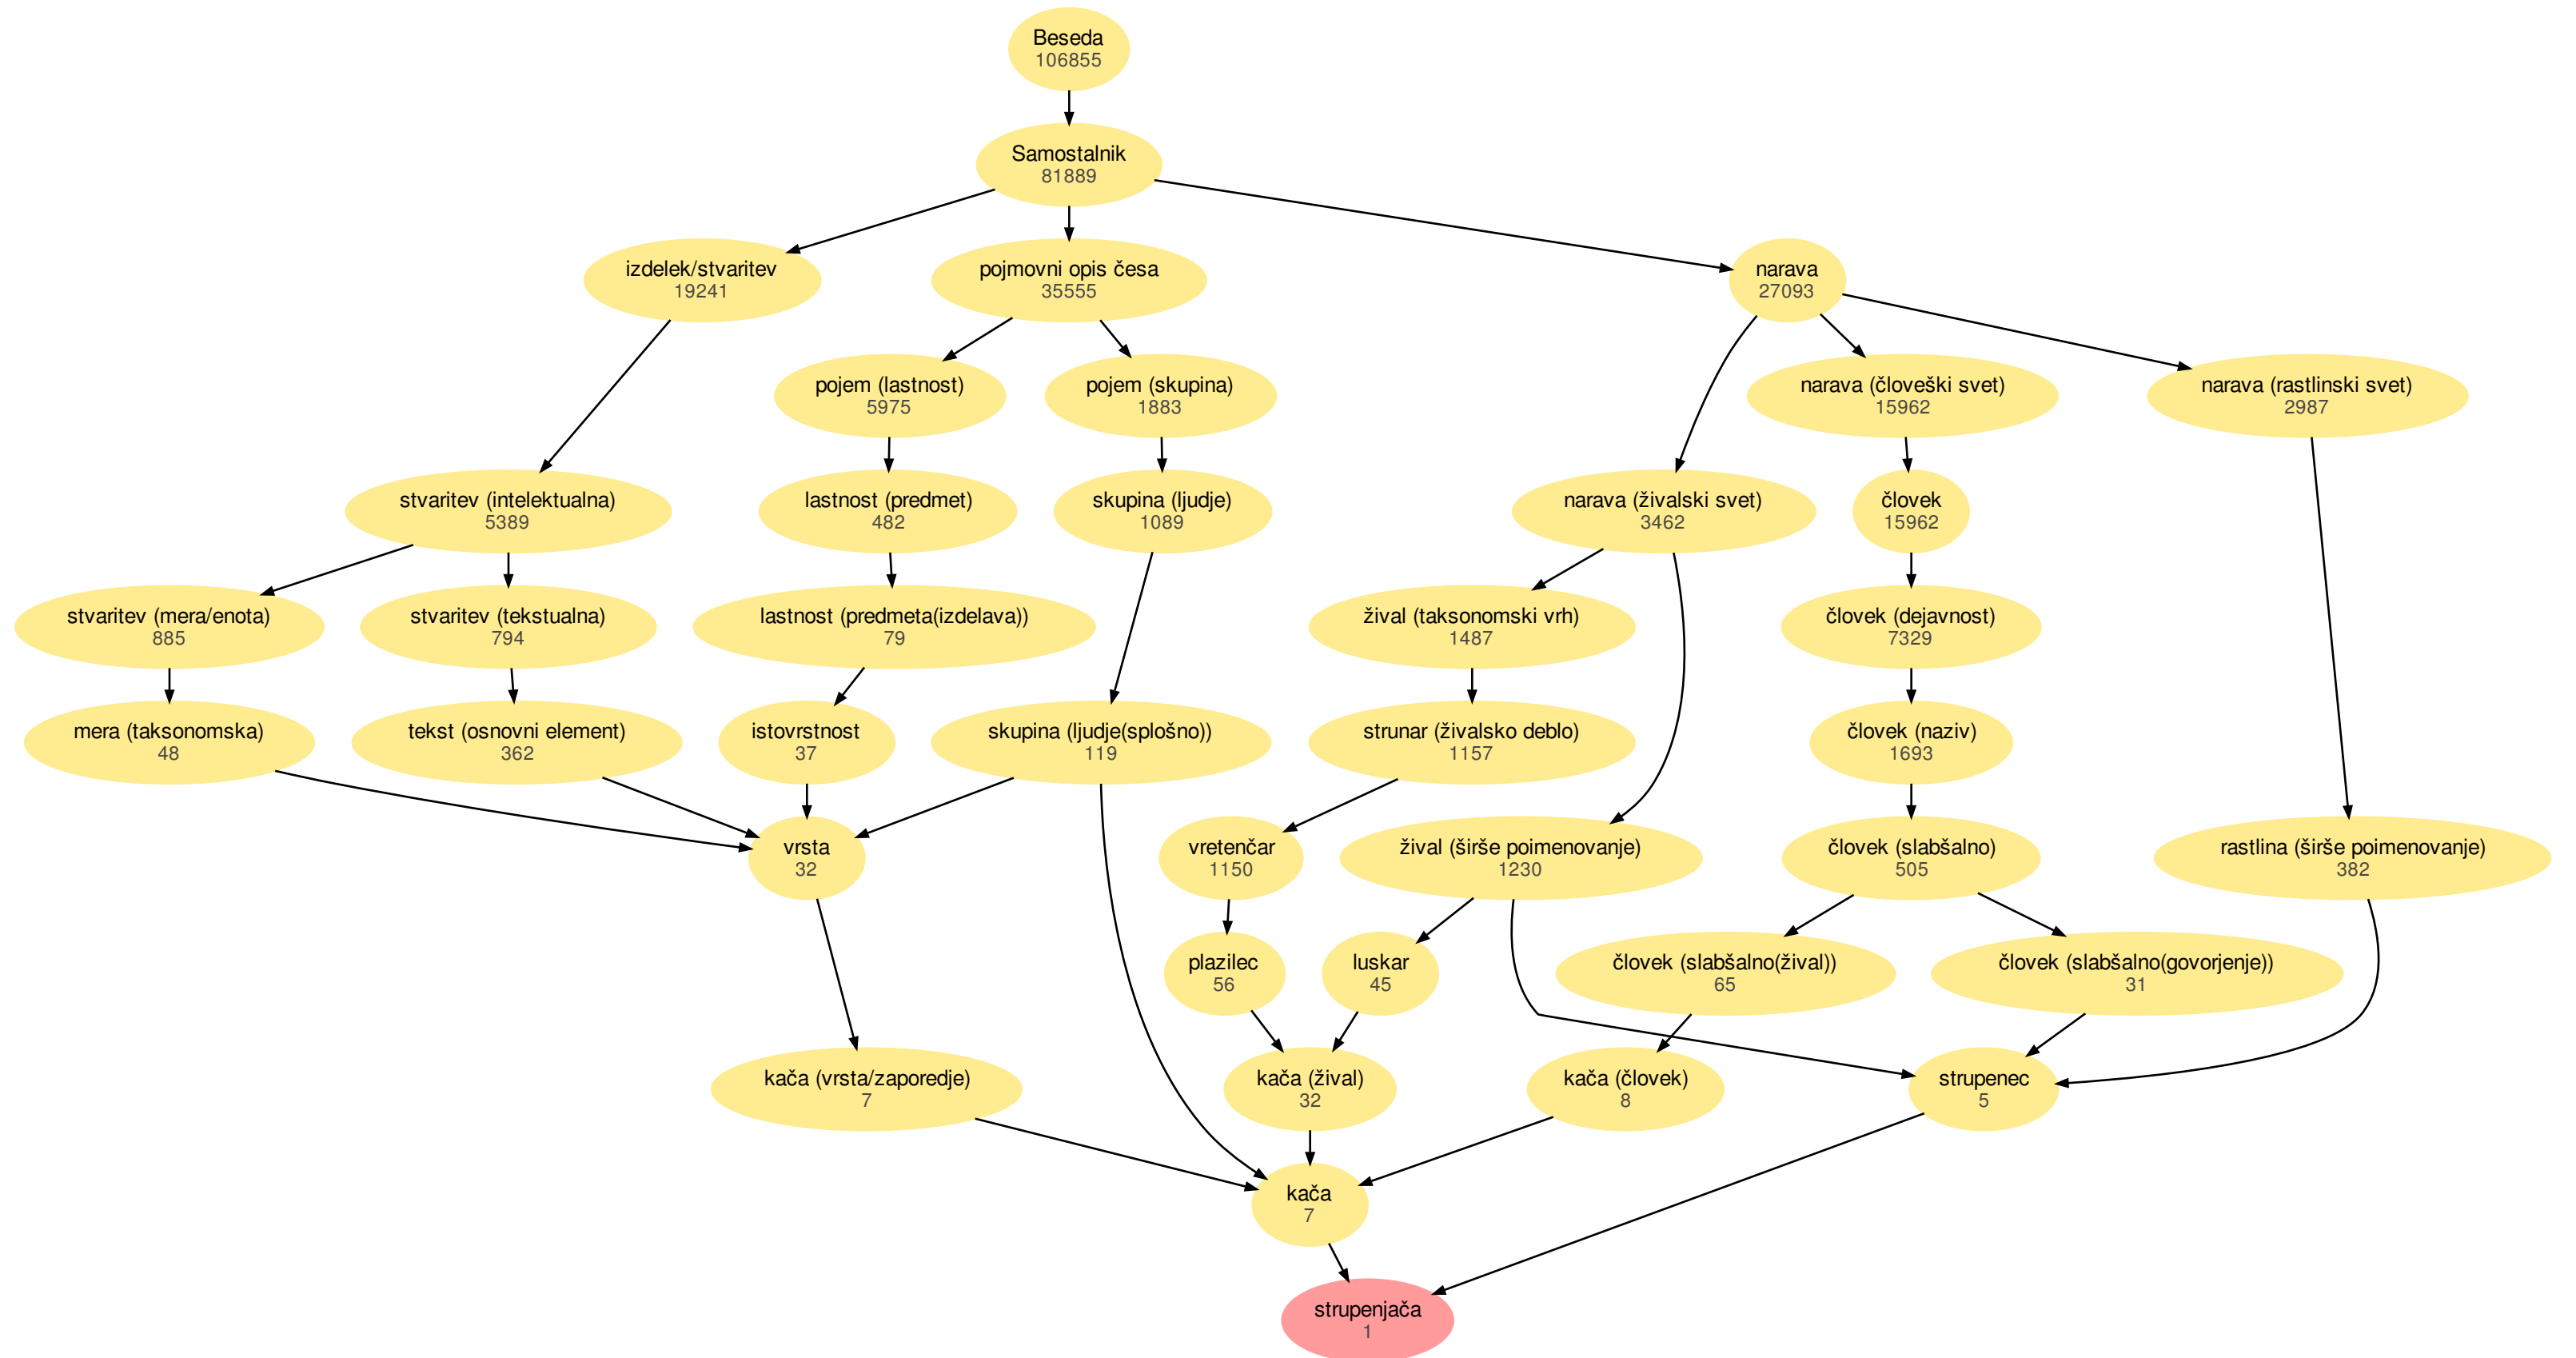 Beseda
106855
Samostalnik
81889
izdelek/stvaritev
19241
pojmovni opis česa
35555
narava
27093
pojem (lastnost)
5975
pojem (skupina)
1883
narava (človeški svet)
15962
narava (rastlinski svet)
2987
stvaritev (intelektualna)
5389
lastnost (predmet)
482
skupina (ljudje)
1089
narava (živalski svet)
3462
človek
15962
stvaritev (mera/enota)
885
stvaritev (tekstualna)
794
lastnost (predmeta(izdelava))
79
žival (taksonomski vrh)
1487
človek (dejavnost)
7329
mera (taksonomska)
48
tekst (osnovni element)
362
istovrstnost
37
skupina (ljudje(splošno))
119
strunar (živalsko deblo)
1157
človek (naziv)
1693
vrsta
32
vretenčar
1150
žival (širše poimenovanje)
1230
človek (slabšalno)
505
rastlina (širše poimenovanje)
382
plazilec
56
luskar
45
človek (slabšalno(žival))
65
človek (slabšalno(govorjenje))
31
kača (vrsta/zaporedje)
7
kača (žival)
32
kača (človek)
8
strupenec
5
kača
7
strupenjača
1